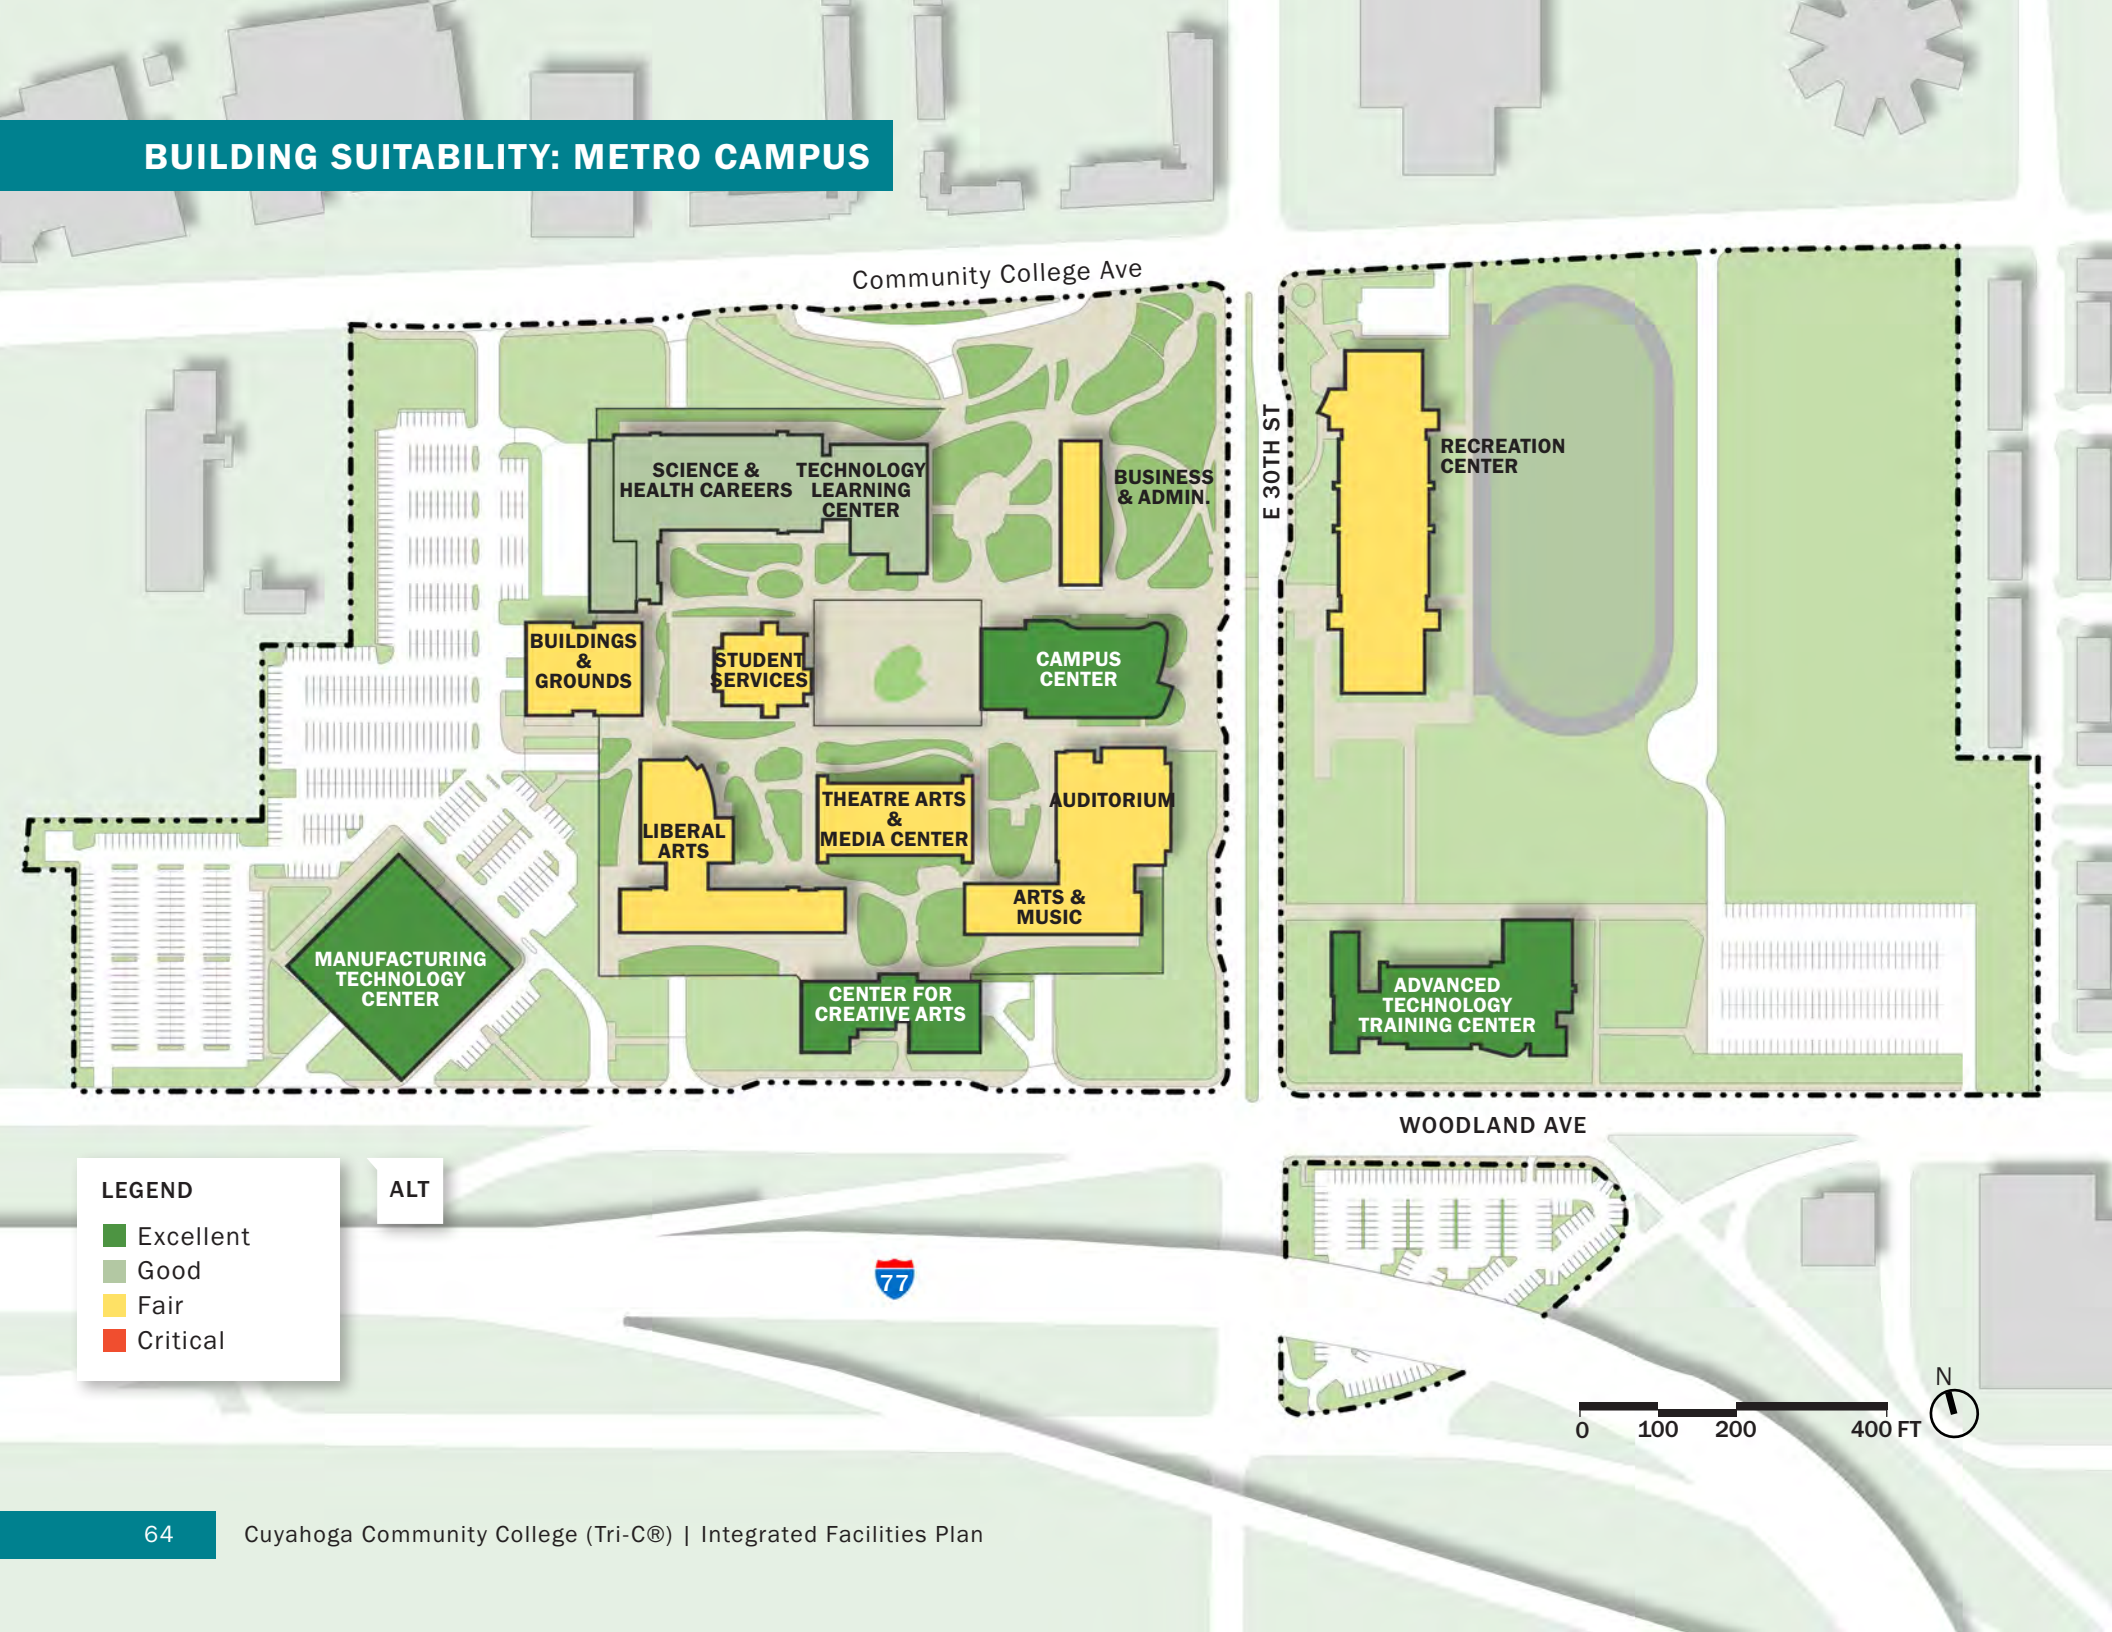 BUILDING SUITABILITY: METRO CAMPUS
Community College Ave
E 30TH ST
RECREATION
CENTER
SCIENCE &
HEALTH CAREERS
TECHNOLOGY
LEARNING
CENTER
BUSINESS
& ADMIN.
BUILDINGS
&
GROUNDS
STUDENT
SERVICES
CAMPUS
CENTER
LIBERAL
ARTS
THEATRE ARTS
&
MEDIA CENTER
AUDITORIUM
ARTS &
MUSIC
MANUFACTURING
TECHNOLOGY
CENTER
CENTER FOR
CREATIVE ARTS
ADVANCED
TECHNOLOGY
TRAINING CENTER
WOODLAND AVE
LEGEND
Excellent
Good
Fair
Critical
ALT
77
N
0 100 200 400 FT
64 Cuyahoga Community College (Tri-C®) | Integrated Facilities Plan